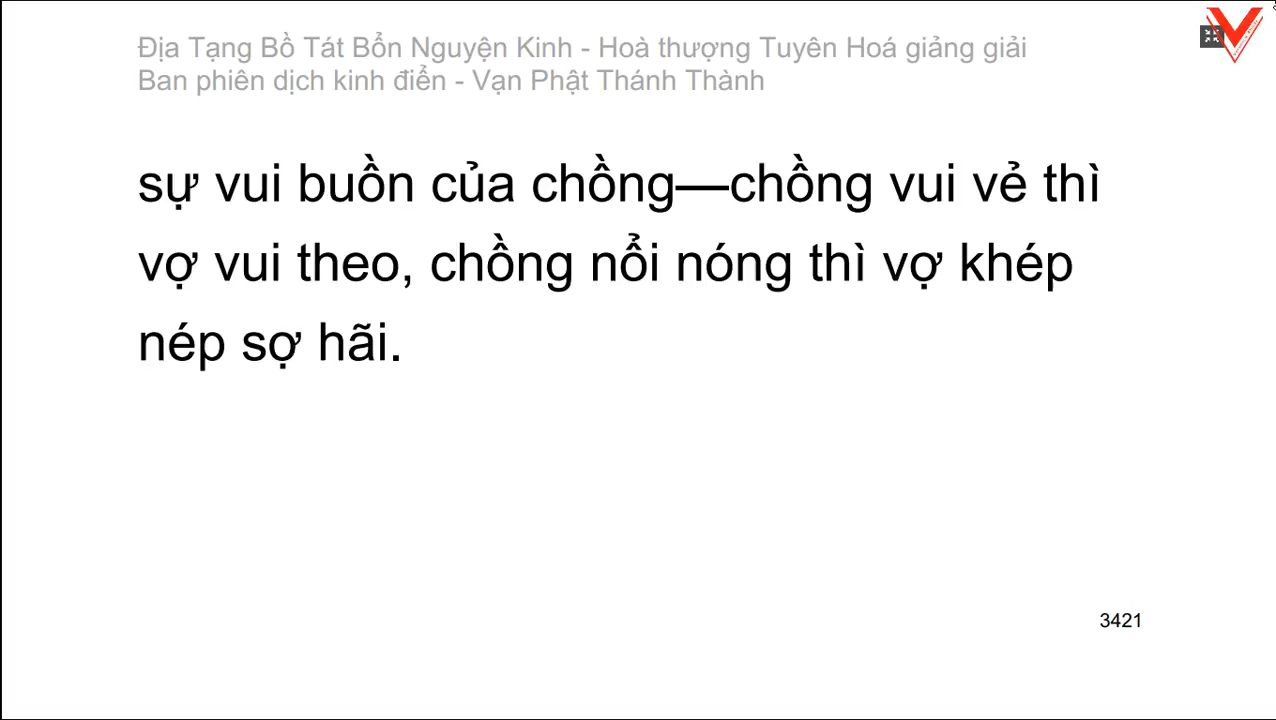 Địa Tạng Bồ Tát Bổn Nguyện Kinh - Hoà thượng Tuyên Hoá giảng giải
Ban phiên dịch kinh điển - Vạn Phật Thánh Thành
sự vui buồn của chồng—chồng vui vẻ thì
vợ vui theo, chồng nổi nóng thì vợ khép
nép sợ hãi.
3421